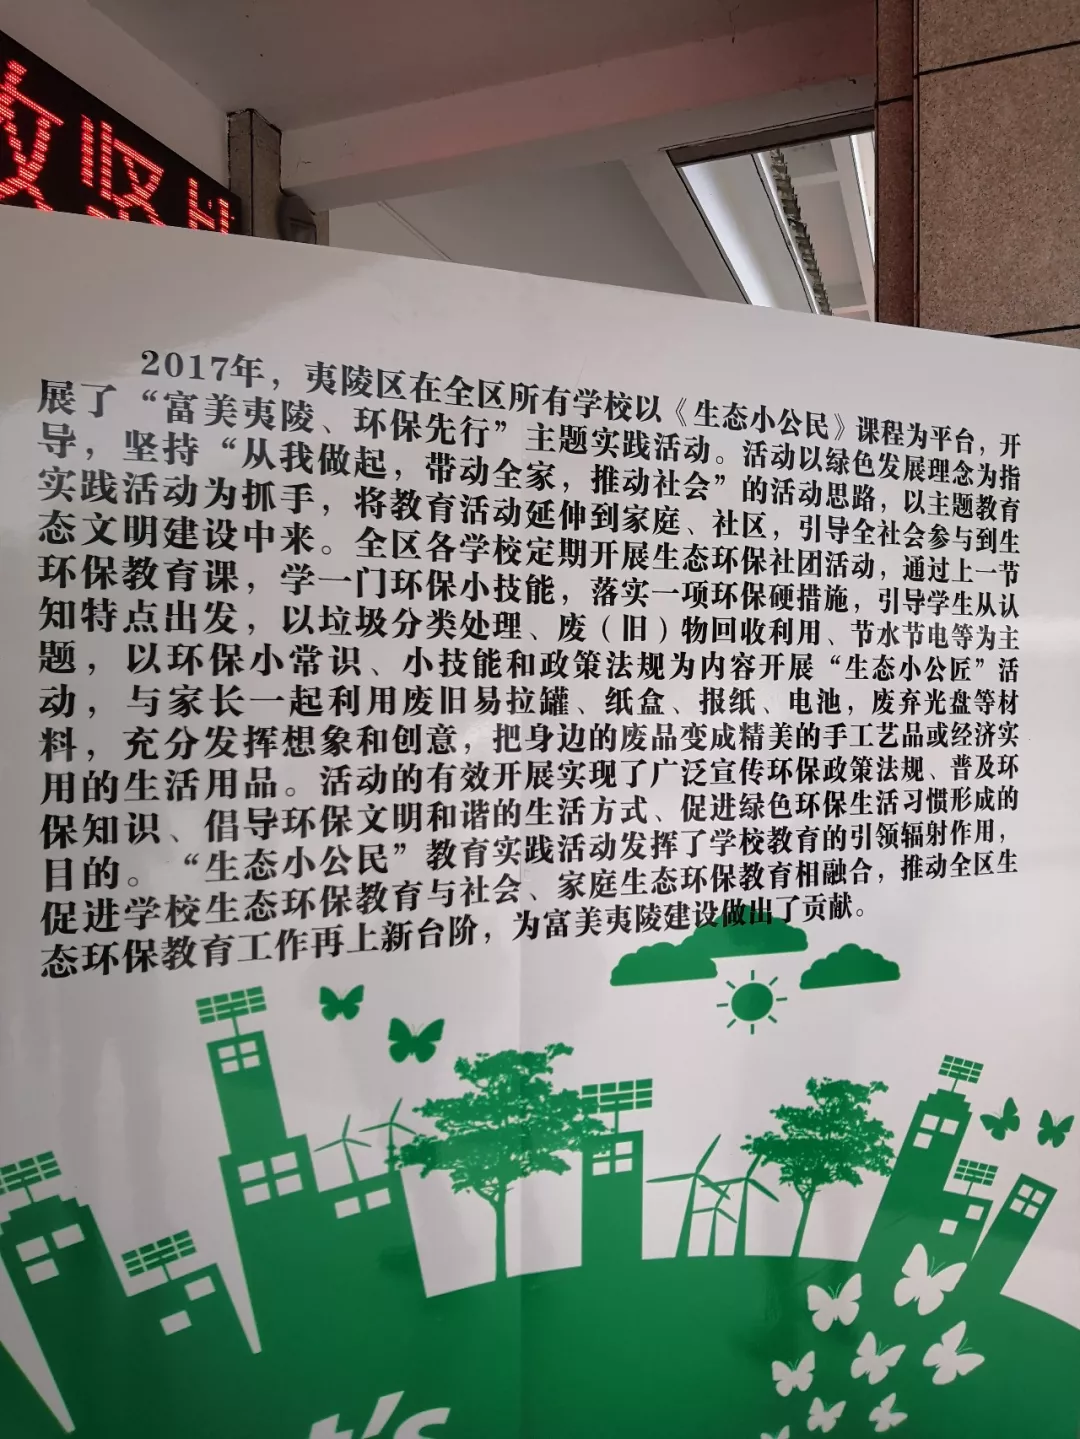 坚
2017年，夷陵区在全区所有学校以《生态小公民》课程为平台，开
展了“富美夷陵、环保先行”主题实践活动。活动以绿色发展理念为指
导，坚持“从我做起，带动全家，推动社会”的活动思路，以主题教育
实践活动为抓手，将教育活动延伸到家庭、社区，引导全社会参与到生
态文明建设中来。全区各学校定期开展生态环保社团活动，通过上一节
环保教育课，学一门环保小技能，落实一项环保硬措施，引导学生从认
知特点出发，以垃圾分类处理、废（旧）物回收利用、节水节电等为主
题，以环保小常识、小技能和政策法规为内容开展“生态小公匠”活
动，与家长一起利用废旧易拉罐、纸盒、报纸、电池，废弃光盘等材
料，充分发挥想象和创意，把身边的废品变成精美的手工艺品或经济实
用的生活用品。活动的有效开展实现了广泛宣传环保政策法规、普及环
保知识、倡导环保文明和谐的生活方式、促进绿色环保生活习惯形成的
目的。“生态小公民”教育实践活动发挥了学校教育的引领辐射作用，
促进学校生态环保教育与社会、家庭生态环保教育相融合，推动全区生
态环保教育工作再上新台阶，为富美夷陵建设做出了贡献。
t's